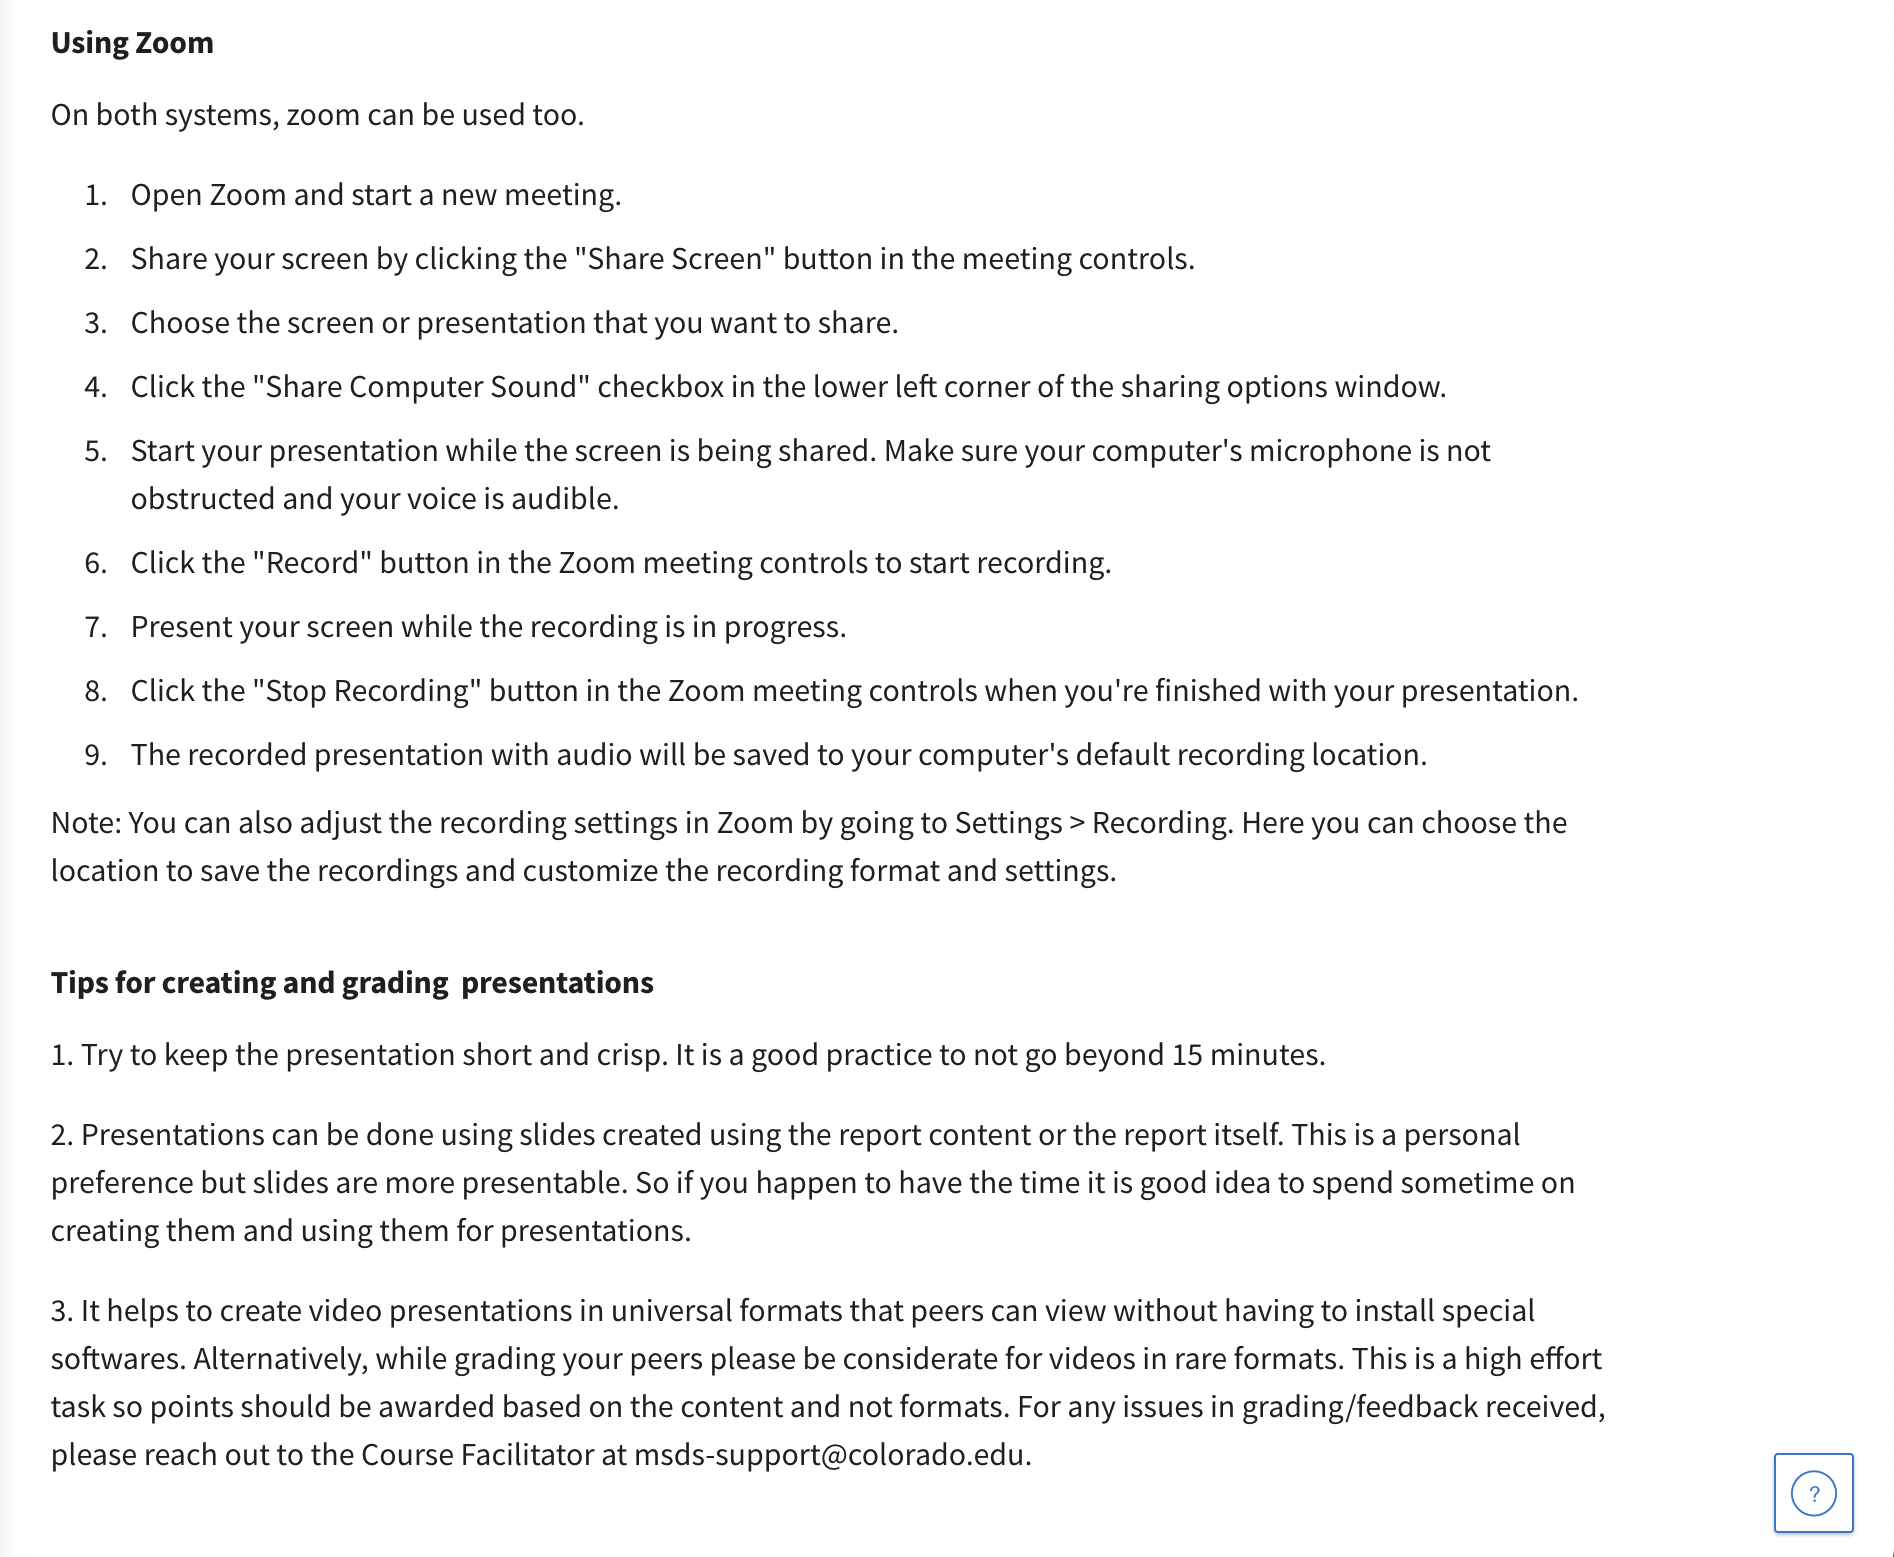 Using Zoom
On both systems, zoom can be used too.
1. Open Zoom and start a new meeting.
2. Share your screen by clicking the "Share Screen" button in the meeting controls.
3. Choose the screen or presentation that you want to share.
4. Click the "Share Computer Sound" checkbox in the lower left corner of the sharing options window.
5. Start your presentation while the screen is being shared. Make sure your computer's microphone is not
obstructed and your voice is audible.
6. Click the "Record" button in the Zoom meeting controls to start recording.
7. Present your screen while the recording is in progress.
8. Click the "Stop Recording" button in the Zoom meeting controls when you're finished with your presentation.
9. The recorded presentation with audio will be saved to your computer's default recording location.
Note: You can also adjust the recording settings in Zoom by going to Settings > Recording. Here you can choose the
location to save the recordings and customize the recording format and settings.
Tips for creating and grading  presentations
1. Try to keep the presentation short and crisp. It is a good practice to not go beyond 15 minutes.
2. Presentations can be done using slides created using the report content or the report itself. This is a personal
preference but slides are more presentable. So if you happen to have the time it is good idea to spend sometime on
creating them and using them for presentations.
3. It helps to create video presentations in universal formats that peers can view without having to install special
softwares. Alternatively, while grading your peers please be considerate for videos in rare formats. This is a high effort
task so points should be awarded based on the content and not formats. For any issues in grading/feedback received,
please reach out to the Course Facilitator at msds-support@colorado.edu.
?